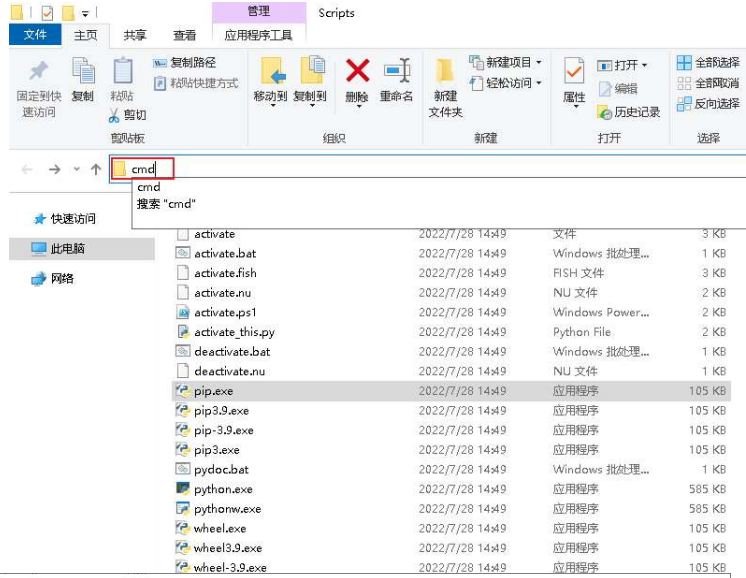 管理 Scripts
文件 主页 共享 查看 应用程序工具
固定到快速访问
复制
粘贴
复制路径
粘贴快捷方式
剪切
剪贴板
移动到 复制到 删除 重命名
组织
新建文件夹
新建项目
轻松访问
新建
属性
打开
编辑
历史记录
打开
全部选择
全部取消
反向选择
选择
cmd
cmd
搜索 "cmd"
快速访问
此电脑
网络
activate 2022/7/28 14:49 文件 3 KB
activate.bat 2022/7/28 14:49 Windows 批处理... 1 KB
activate.fish 2022/7/28 14:49 FISH 文件 3 KB
activate.nu 2022/7/28 14:49 NU 文件 2 KB
activate.ps1 2022/7/28 14:49 Windows Power... 2 KB
activate_this.py 2022/7/28 14:49 Python File 2 KB
deactivate.bat 2022/7/28 14:49 Windows 批处理... 1 KB
deactivate.nu 2022/7/28 14:49 NU 文件 1 KB
pip.exe 2022/7/28 14:49 应用程序 105 KB
pip3.9.exe 2022/7/28 14:49 应用程序 105 KB
pip-3.9.exe 2022/7/28 14:49 应用程序 105 KB
pip3.exe 2022/7/28 14:49 应用程序 105 KB
pydoc.bat 2022/7/28 14:49 Windows 批处理... 1 KB
python.exe 2022/7/28 14:49 应用程序 585 KB
pythonw.exe 2022/7/28 14:49 应用程序 585 KB
wheel.exe 2022/7/28 14:49 应用程序 105 KB
wheel3.9.exe 2022/7/28 14:49 应用程序 105 KB
wheel-3.9.exe 2022/7/28 14:49 应用程序 105 KB